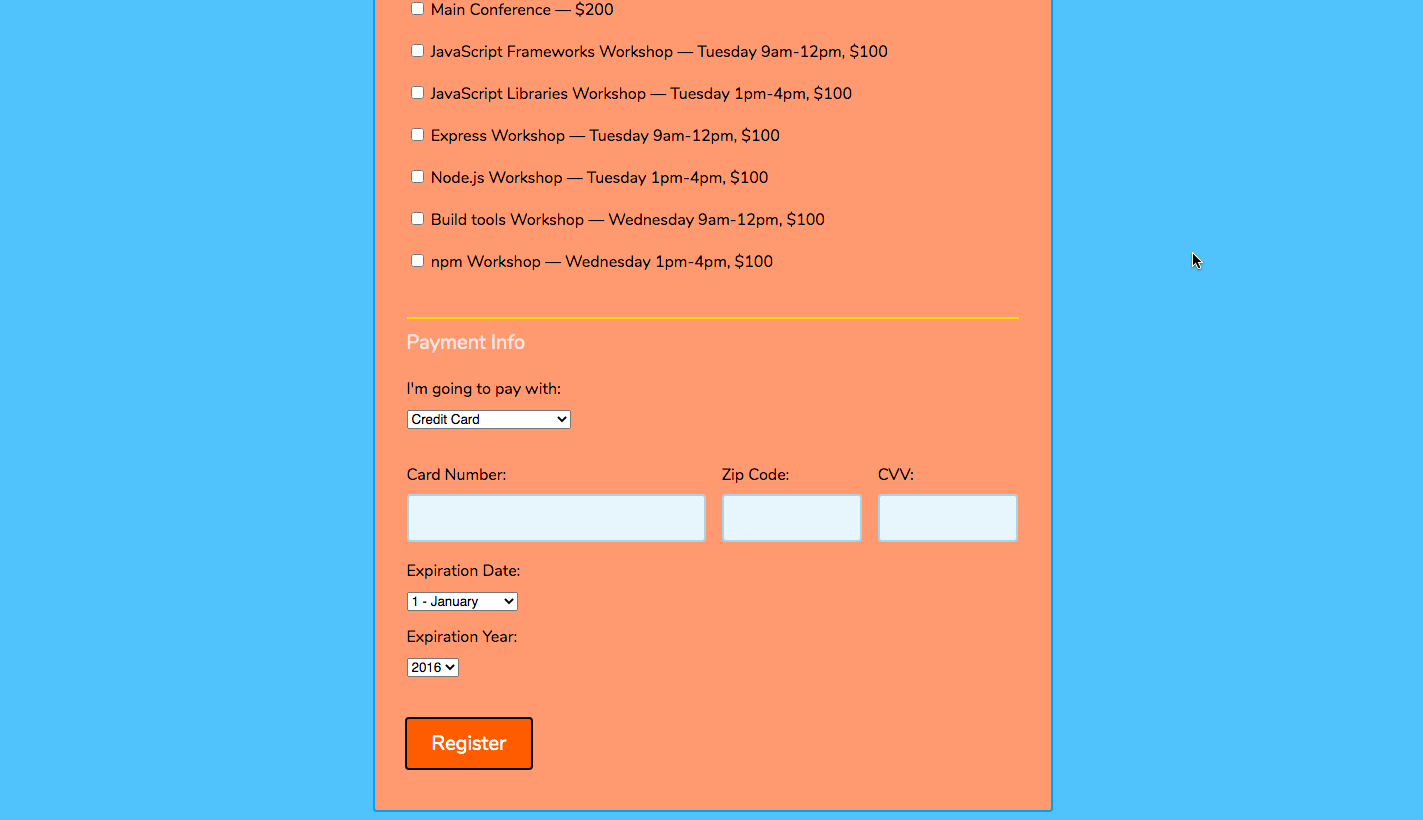 Main Conference — $200
JavaScript Frameworks Workshop — Tuesday 9am-12pm, $100
JavaScript Libraries Workshop — Tuesday 1pm-4pm, $100
Express Workshop — Tuesday 9am-12pm, $100
Node.js Workshop — Tuesday 1pm-4pm, $100
Build tools Workshop — Wednesday 9am-12pm, $100
npm Workshop — Wednesday 1pm-4pm, $100
Payment Info
I'm going to pay with:
Credit Card
Card Number: Zip Code: CVV:
Expiration Date:
1 - January
Expiration Year:
2016
Register